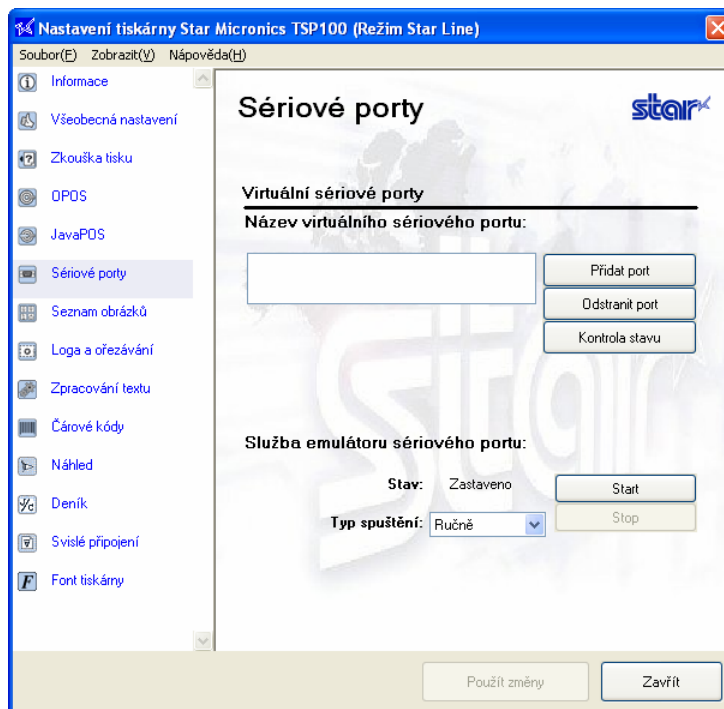 Nastavení tiskárny Star Micronics TSP100 (Režim Star Line)
Soubor(F) Zobrazit(V) Nápověda(H)
Informace
Všeobecná nastavení
Zkouška tisku
OPOS
JavaPOS
Sériové porty
Seznam obrázků
Loga a ořezávání
Zpracování textu
Čárové kódy
Náhled
Deník
Svislé připojení
Font tiskárny
Sériové porty
star
Virtuální sériové porty
Název virtuálního sériového portu:
Přidat port
Odstranit port
Kontrola stavu
Služba emulátoru sériového portu:
Stav: Zastaveno
Start
Typ spuštění: Ručně
Stop
Použít změny
Zavřít